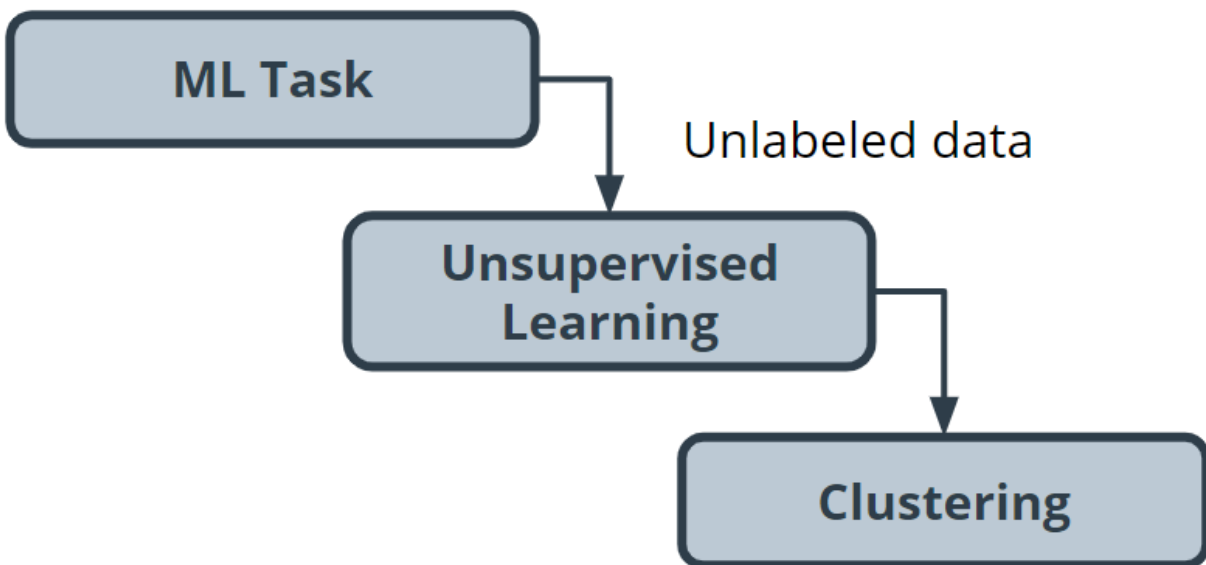 ML Task
Unlabeled data
Unsupervised
Learning
Clustering